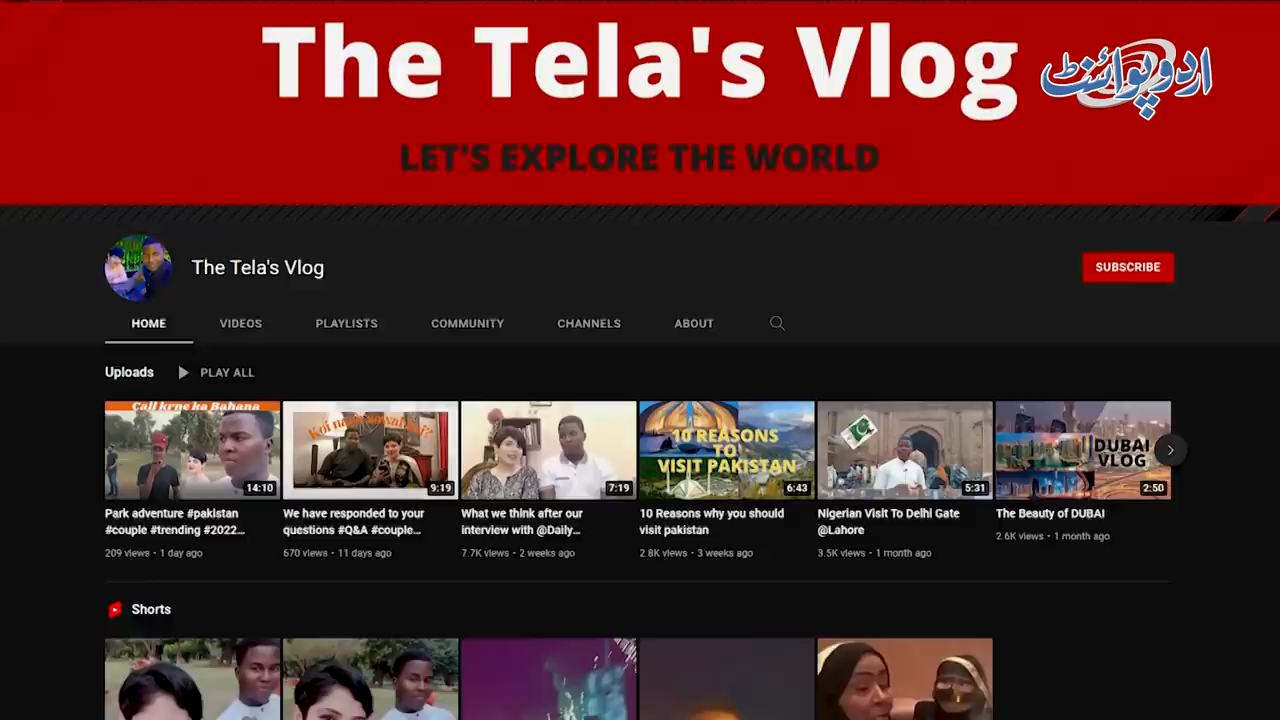 The Tela's Vlog
اردو پوائنٹ
LET'S EXPLORE THE WORLD
The Tela's Vlog
SUBSCRIBE
HOME VIDEOS PLAYLISTS COMMUNITY CHANNELS ABOUT
Uploads PLAY ALL
Call krne ka Bahana
14:10
Park adventure #pakistan
#couple #trending #2022...
209 views • 1 day ago
9:19
We have responded to your
questions #Q&A #couple...
670 views • 11 days ago
7:19
What we think after our
interview with @Daily...
7.7K views • 2 weeks ago
10 REASONS
TO
VISIT PAKISTAN
6:43
10 Reasons why you should
visit pakistan
2.8K views • 3 weeks ago
5:31
Nigerian Visit To Delhi Gate
@Lahore
3.5K views • 1 month ago
DUBAI
VLOG
2:50
The Beauty of DUBAI
2.6K views • 1 month ago
Shorts